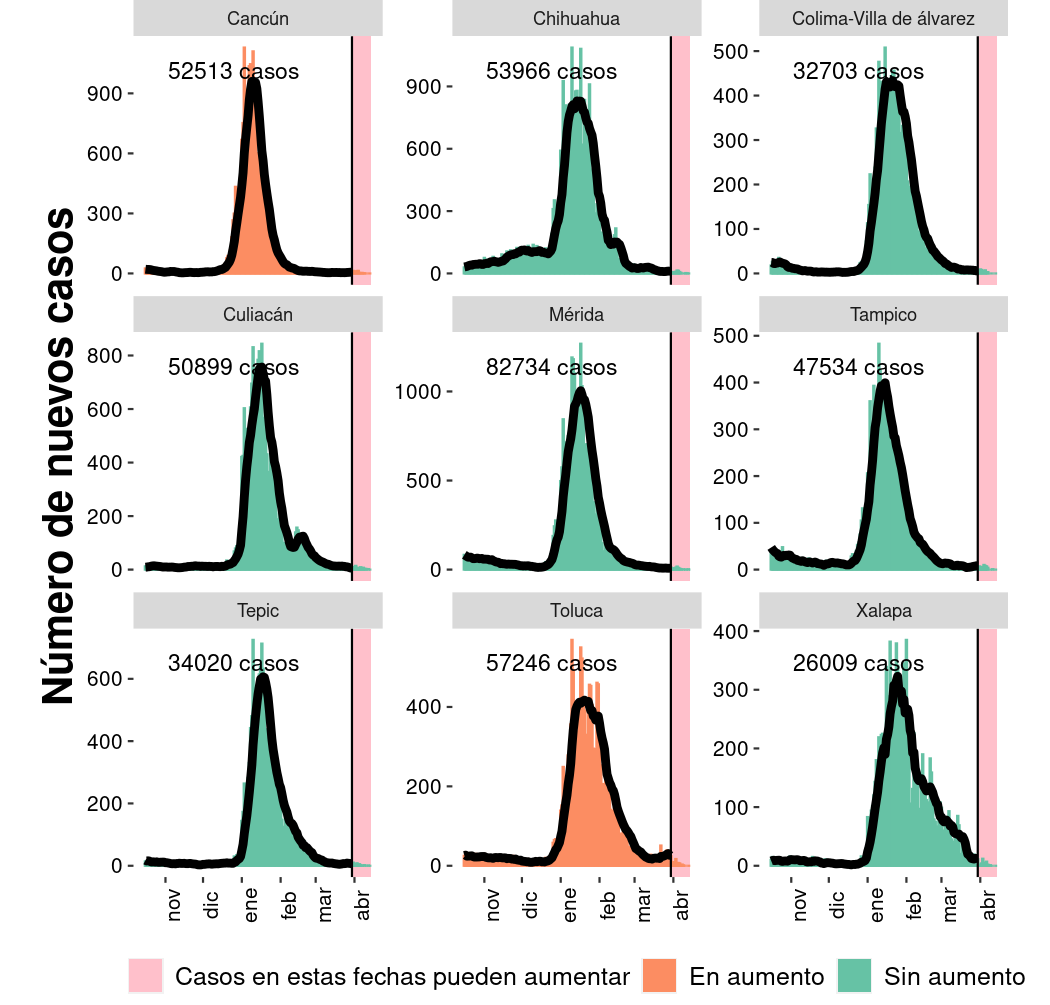 Número de nuevos casos
Cancún
52513 casos
900
600
300
0
Chihuahua
53966 casos
900
600
300
0
Colima-Villa de álvarez
32703 casos
500
400
300
200
100
0
Culiacán
50899 casos
800
600
400
200
0
Mérida
82734 casos
1000
500
0
Tampico
47534 casos
500
400
300
200
100
0
Tepic
34020 casos
600
400
200
0
nov dic ene feb mar abr
Toluca
57246 casos
400
200
0
nov dic ene feb mar abr
Xalapa
26009 casos
400
300
200
100
0
nov dic ene feb mar abr
Casos en estas fechas pueden aumentar En aumento Sin aumento